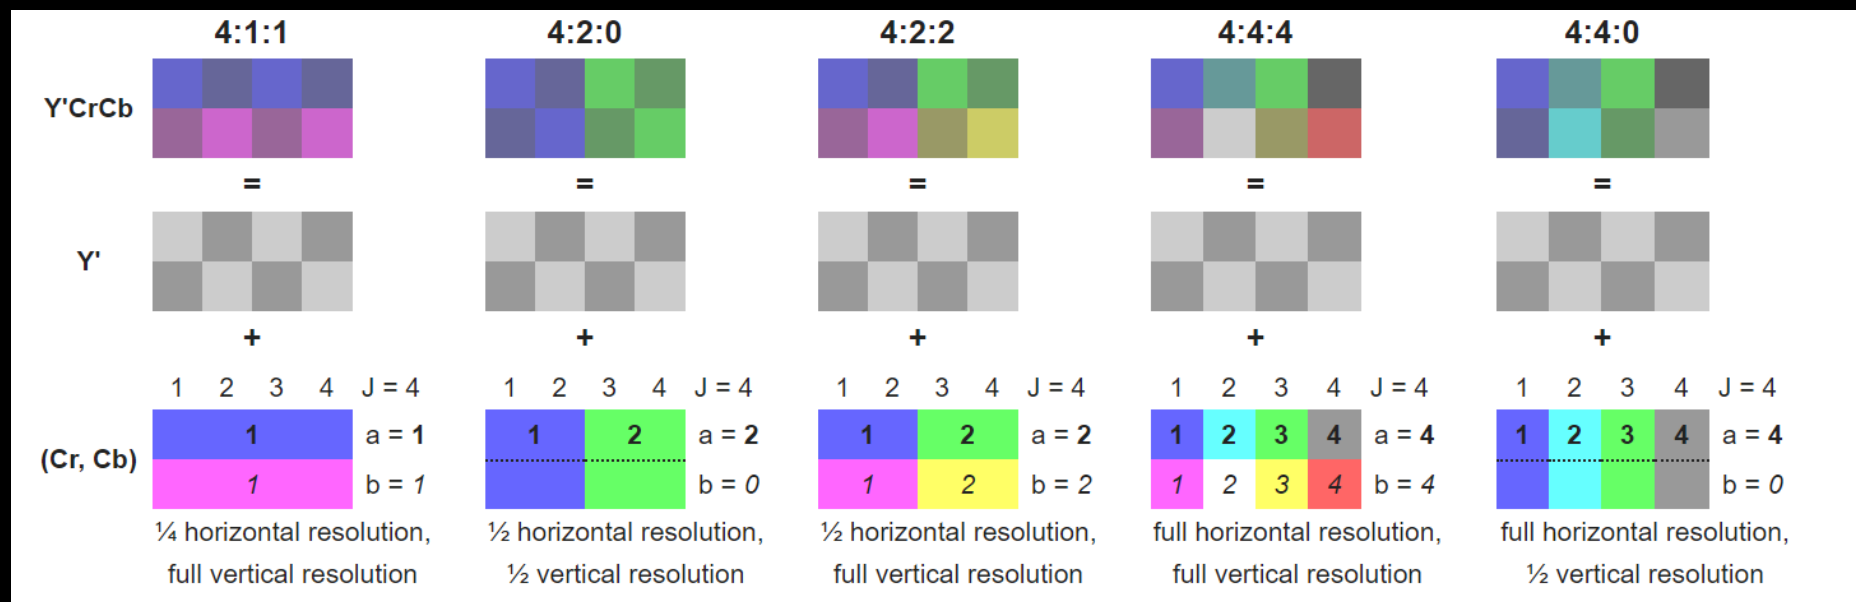 4:1:1 4:2:0 4:2:2 4:4:4 4:4:0
Y'CrCb
= = = = =
Y'
+ + + + +
1 2 3 4 J = 4 1 2 3 4 J = 4 1 2 3 4 J = 4 1 2 3 4 J = 4 1 2 3 4 J = 4
1 a = 1 1 2 a = 2 1 2 a = 2 1 2 3 4 a = 4 1 2 3 4 a = 4
(Cr, Cb)
1 b = 1 b = 0 1 2 b = 2 1 2 3 4 b = 4 b = 0
¼ horizontal resolution, ½ horizontal resolution, ½ horizontal resolution, full horizontal resolution, full horizontal resolution,
full vertical resolution ½ vertical resolution full vertical resolution full vertical resolution ½ vertical resolution